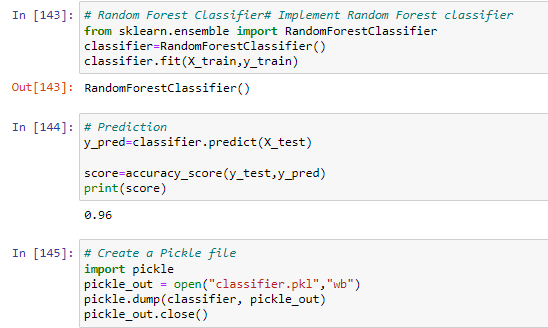 In [143]: # Random Forest Classifier# Implement Random Forest classifier
from sklearn.ensemble import RandomForestClassifier
classifier=RandomForestClassifier()
classifier.fit(X_train,y_train)
Out[143]: RandomForestClassifier()
In [144]: # Prediction
y_pred=classifier.predict(X_test)
score=accuracy_score(y_test,y_pred)
print(score)
0.96
In [145]: # Create a Pickle file
import pickle
pickle_out = open("classifier.pkl","wb")
pickle.dump(classifier, pickle_out)
pickle_out.close()